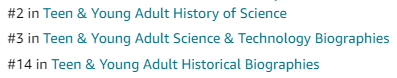 #2 in Teen & Young Adult History of Science
#3 in Teen & Young Adult Science & Technology Biographies
#14 in Teen & Young Adult Historical Biographies